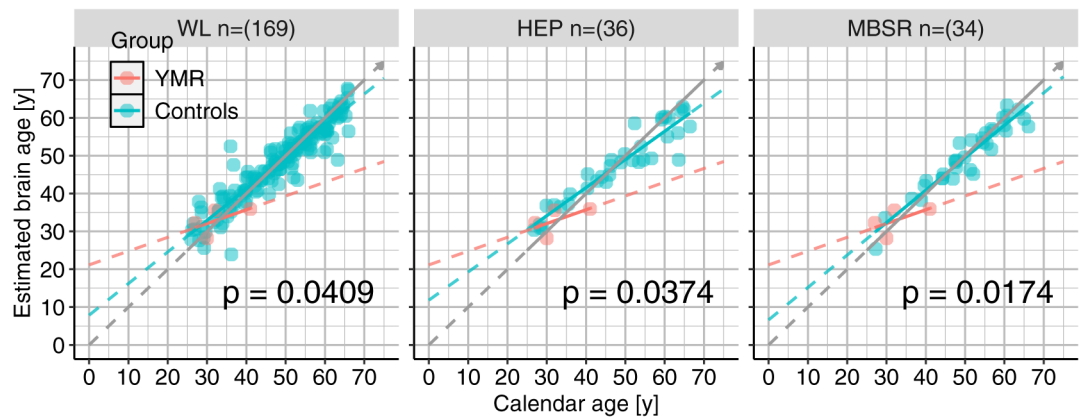 WL n=(169)
HEP n=(36)
MBSR n=(34)
Group
YMR
Controls
Estimated brain age [y]
70
60
50
40
30
20
10
0
p = 0.0409
p = 0.0374
p = 0.0174
0 10 20 30 40 50 60 70
0 10 20 30 40 50 60 70
0 10 20 30 40 50 60 70
Calendar age [y]